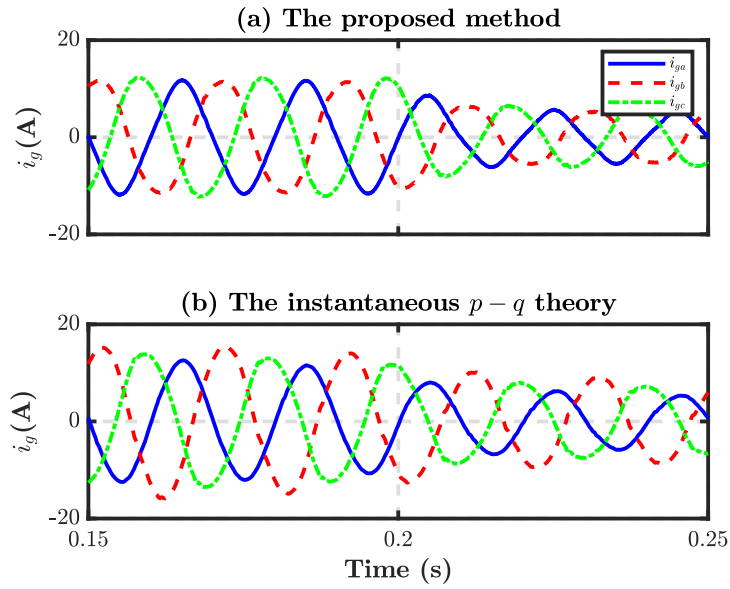 (a) The proposed method
20
0
-20
i_g(A)
i_ga
i_gb
i_gc
(b) The instantaneous p − q theory
20
0
-20
i_g(A)
0.15 0.2 0.25
Time (s)